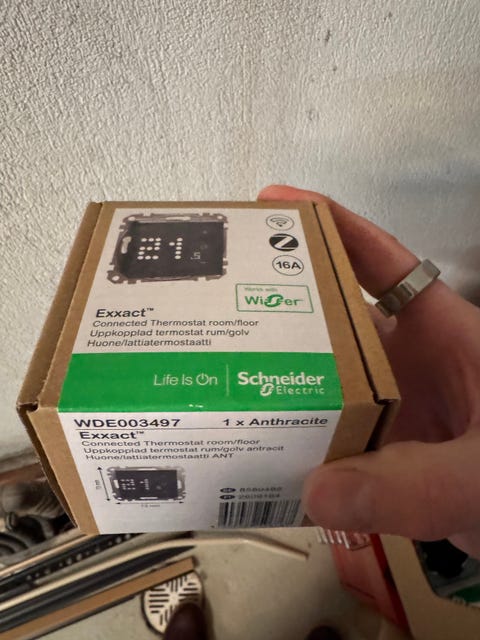 16A
Works with
Wiser
Exxact™
Connected Thermostat room/floor
Uppkopplad termostat rum/golv
Huone/lattiatermostaatti
Life Is On
Schneider
Electric
WDE003497 1 x Anthracite
Exxact™
Connected Thermostat room/floor
Uppkopplad termostat rum/golv antracit
Huone/lattiatermostaatti ANT